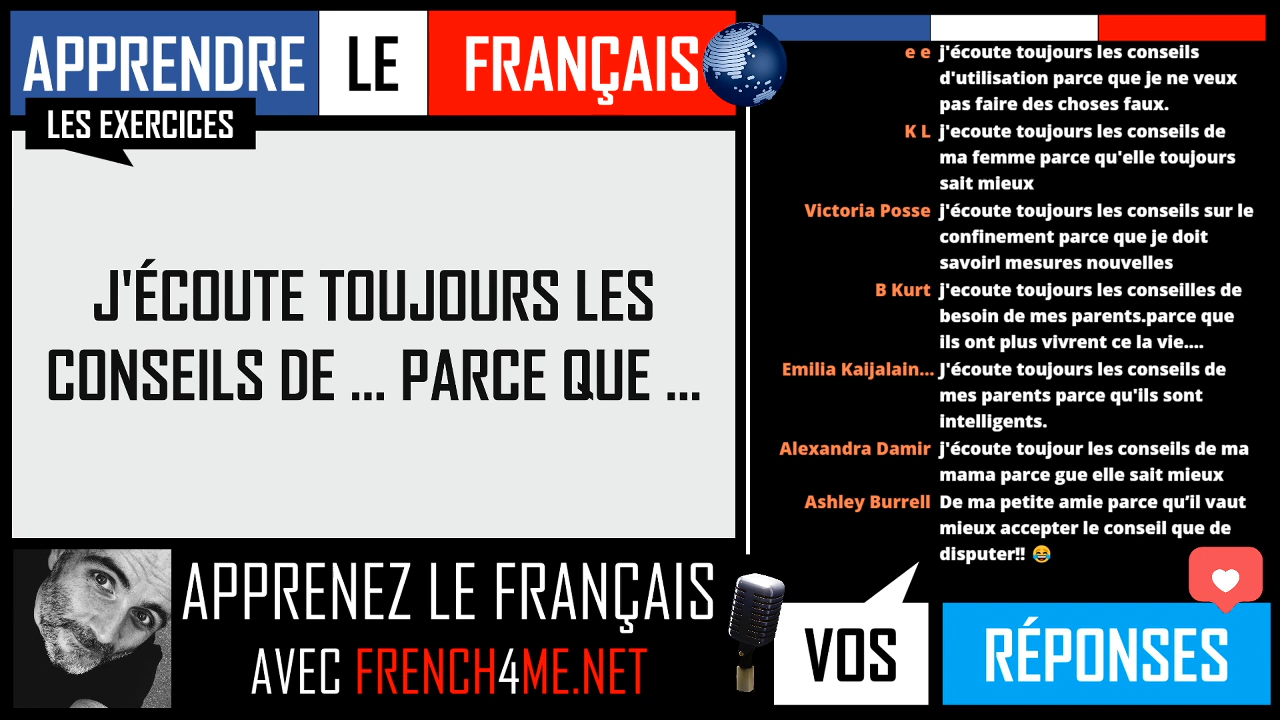 APPRENDRE LE FRANÇAIS
LES EXERCICES
J'ÉCOUTE TOUJOURS LES
CONSEILS DE ... PARCE QUE ...
APPRENEZ LE FRANÇAIS
AVEC FRENCH4ME.NET
e e j'écoute toujours les conseils
d'utilisation parce que je ne veux
pas faire des choses faux.
K L j'ecoute toujours les conseils de
ma femme parce qu'elle toujours
sait mieux
Victoria Posse j'écoute toujours les conseils sur le
confinement parce que je doit
savoirl mesures nouvelles
B Kurt j'ecoute toujours les conseilles de
besoin de mes parents.parce que
ils ont plus vivrent ce la vie....
Emilia Kaijalain... J'écoute toujours les conseils de
mes parents parce qu'ils sont
intelligents.
Alexandra Damir j'écoute toujour les conseils de ma
mama parce gue elle sait mieux
Ashley Burrell De ma petite amie parce qu’il vaut
mieux accepter le conseil que de
disputer!! 😂
VOS RÉPONSES